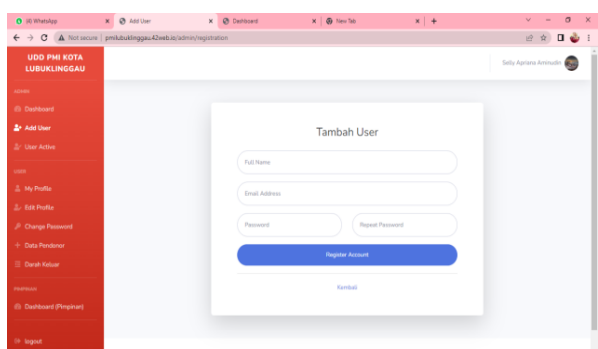 (6) WhatsApp
Add User
Dashboard
New Tab
Not secure
pmilubuklinggau.42web.io/admin/registration
UDD PMI KOTA
LUBUKLINGGAU
Selly Apriana Aminudin
ADMIN
Dashboard
Add User
User Active
USER
My Profile
Edit Profile
Change Password
Data Pendonor
Darah Keluar
PIMPINAN
Dashboard (Pimpinan)
logout
Tambah User
Full Name
Email Address
Password
Repeat Password
Register Account
Kembali